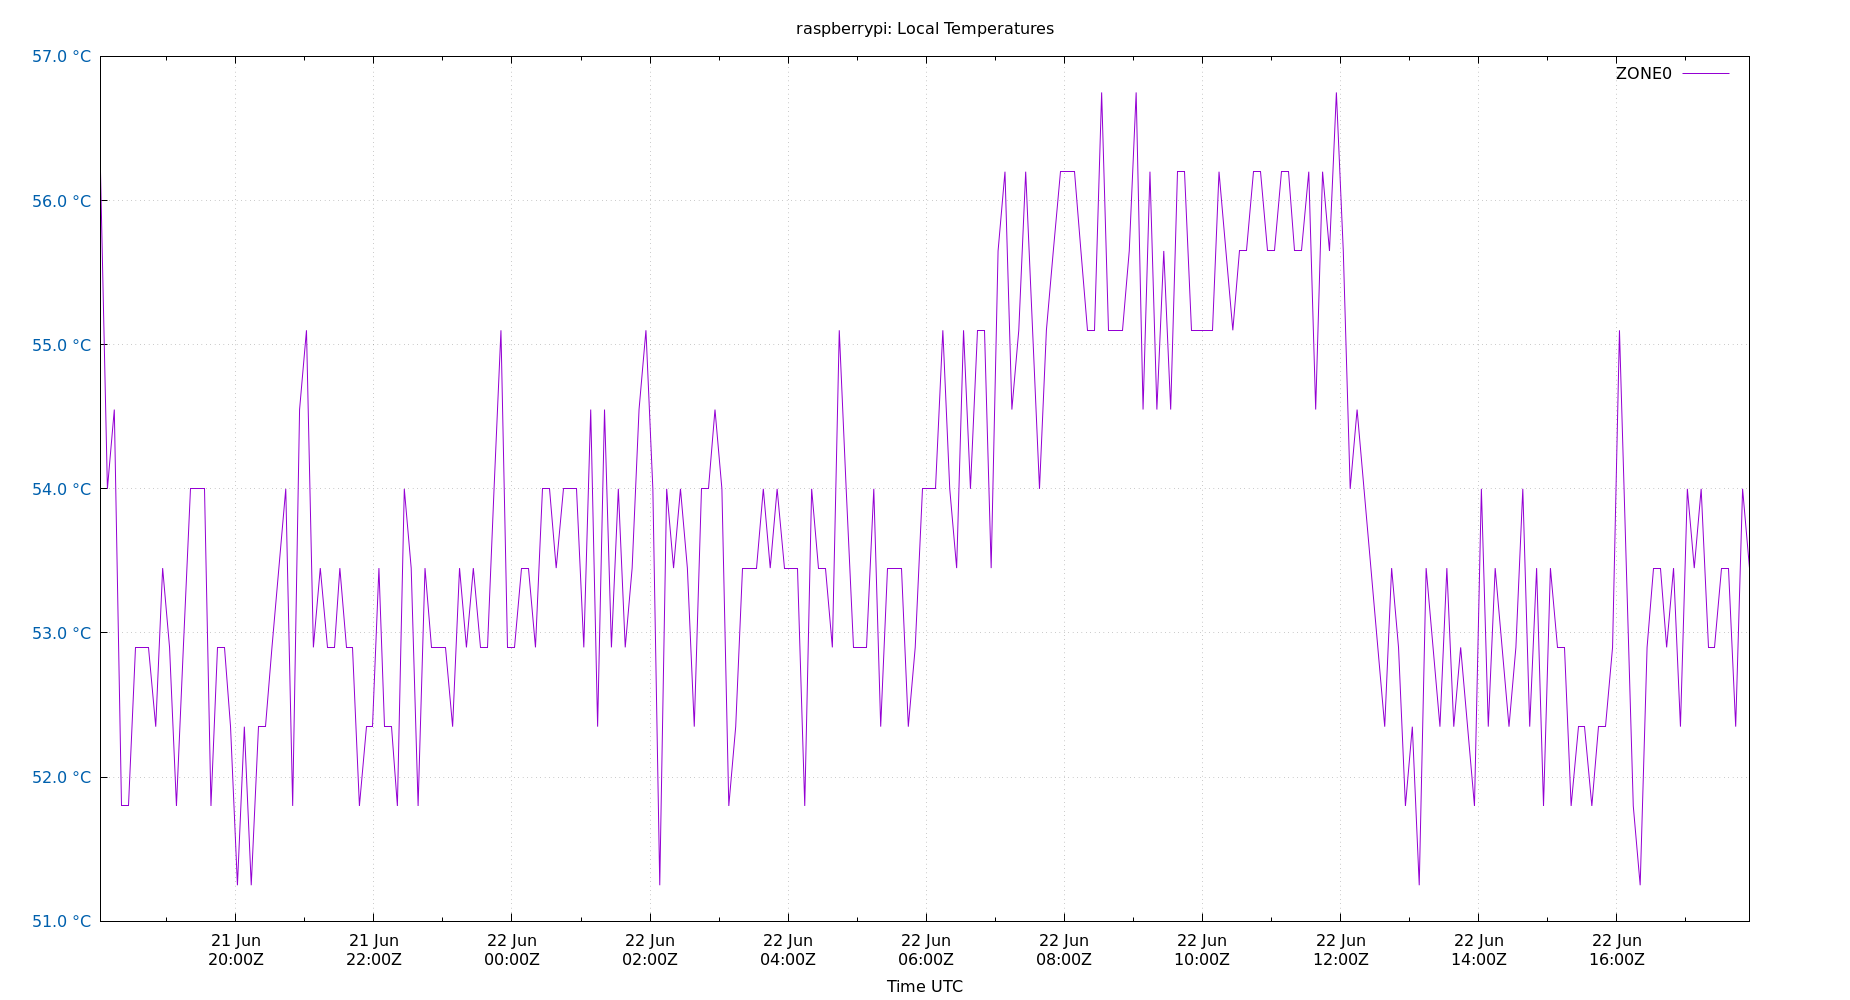 raspberrypi: Local Temperatures
57.0 °C
ZONE0
56.0 °C
55.0 °C
54.0 °C
53.0 °C
52.0 °C
51.0 °C
21 Jun 21 Jun 22 Jun 22 Jun 22 Jun 22 Jun 22 Jun 22 Jun 22 Jun 22 Jun 22 Jun
20:00Z 22:00Z 00:00Z 02:00Z 04:00Z 06:00Z 08:00Z 10:00Z 12:00Z 14:00Z 16:00Z
Time UTC